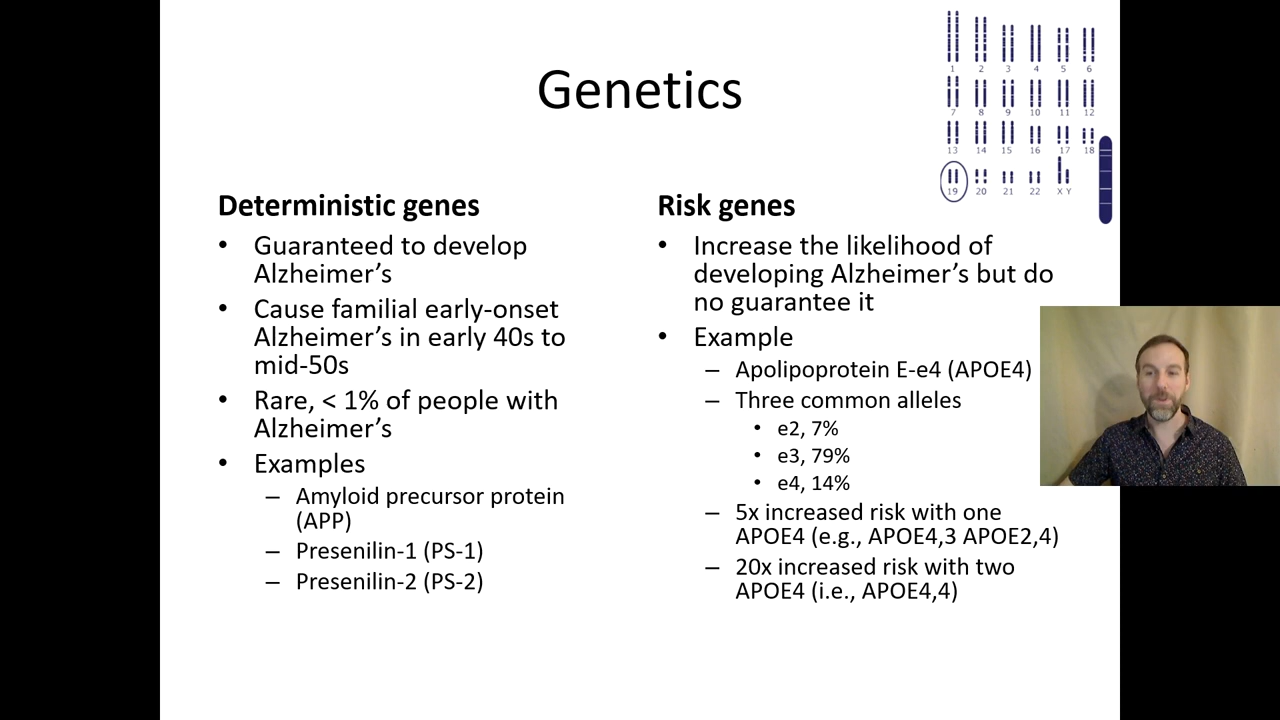 Genetics
1 2 3 4 5 6
7 8 9 10 11 12
13 14 15 16 17 18
19 20 21 22 X Y
Deterministic genes
• Guaranteed to develop
Alzheimer’s
• Cause familial early-onset
Alzheimer’s in early 40s to
mid-50s
• Rare, < 1% of people with
Alzheimer’s
• Examples
– Amyloid precursor protein
(APP)
– Presenilin-1 (PS-1)
– Presenilin-2 (PS-2)
Risk genes
• Increase the likelihood of
developing Alzheimer’s but do
no guarantee it
• Example
– Apolipoprotein E-e4 (APOE4)
– Three common alleles
• e2, 7%
• e3, 79%
• e4, 14%
– 5x increased risk with one
APOE4 (e.g., APOE4,3 APOE2,4)
– 20x increased risk with two
APOE4 (i.e., APOE4,4)